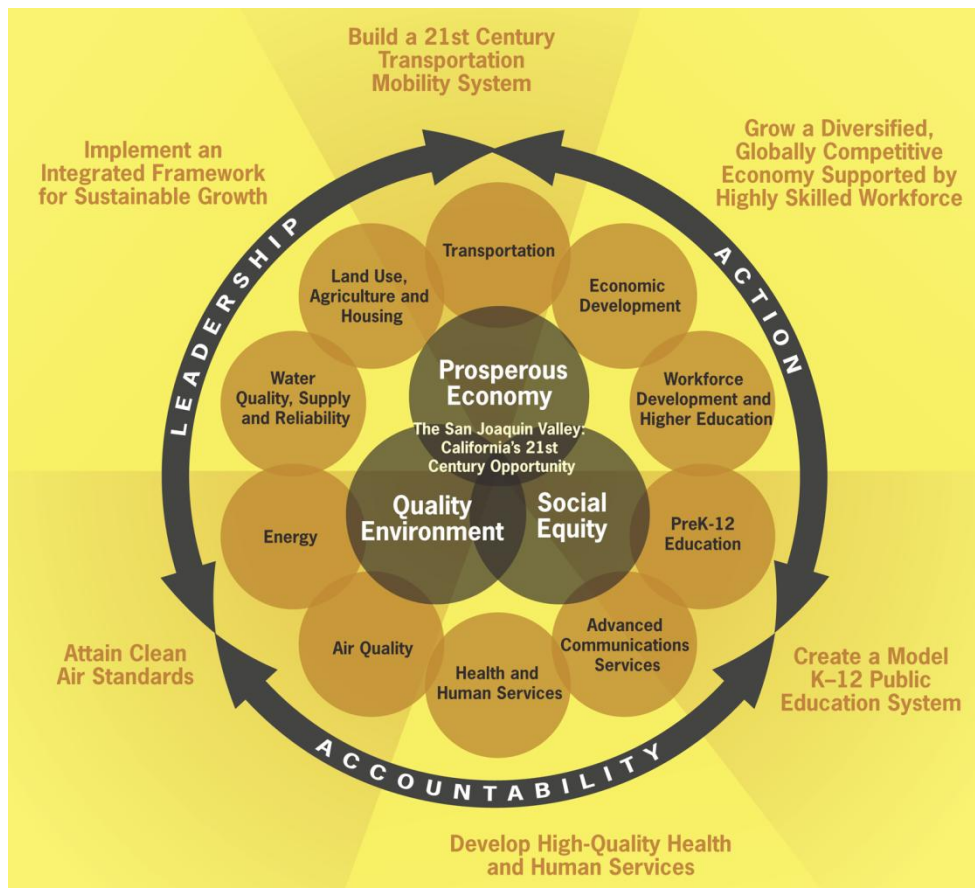 Build a 21st Century
Transportation
Mobility System
Implement an
Integrated Framework
for Sustainable Growth
Grow a Diversified,
Globally Competitive
Economy Supported by
Highly Skilled Workforce
LEADERSHIP
ACTION
Transportation
Land Use,
Agriculture and
Housing
Economic
Development
Water
Quality, Supply
and Reliability
Workforce
Development and
Higher Education
Prosperous
Economy
The San Joaquin Valley:
California's 21st
Century Opportunity
Quality
Environment
Social
Equity
Energy
PreK-12
Education
Air Quality
Advanced
Communications
Services
Health and
Human Services
Attain Clean
Air Standards
Create a Model
K–12 Public
Education System
ACCOUNTABILITY
Develop High-Quality Health
and Human Services